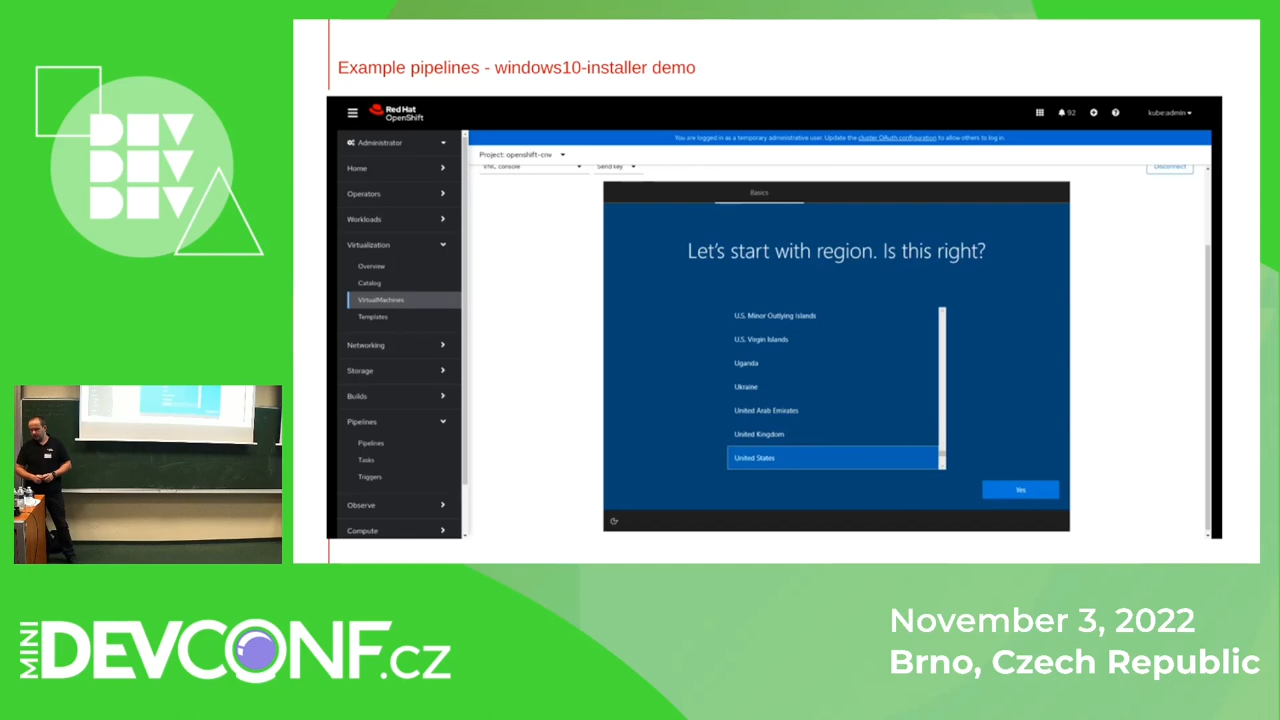 DEV
DEV
DEV
Example pipelines - windows10-installer demo
Red Hat
OpenShift
92
kube:admin
You are logged in as a temporary administrative user. Update the cluster OAuth configuration to allow others to log in.
Administrator
Project: openshift-cnv
Home
VNC console
Send key
Disconnect
Operators
Workloads
Virtualization
Overview
Catalog
VirtualMachines
Templates
Networking
Storage
Builds
Pipelines
Pipelines
Tasks
Triggers
Observe
Compute
Basics
Let's start with region. Is this right?
U.S. Minor Outlying Islands
U.S. Virgin Islands
Uganda
Ukraine
United Arab Emirates
United Kingdom
United States
Yes
MINI
DEVCONF.cz
November 3, 2022
Brno, Czech Republic